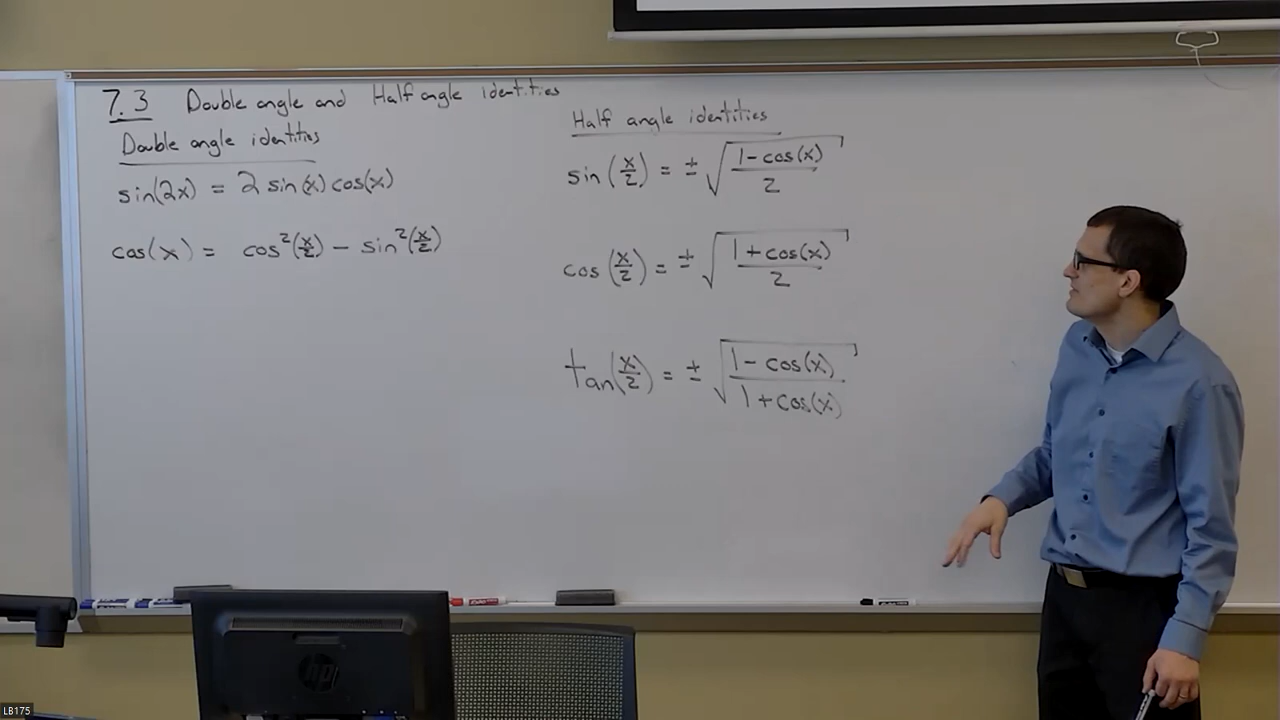 7.3 Double angle and Half angle identities
Double angle identities
sin(2x) = 2 sin(x) cos(x)
cos(x) = cos²(x/2) − sin²(x/2)
Half angle identities
sin(x/2) = ± √((1-cos(x))/2)
cos(x/2) = ± √((1+cos(x))/2)
tan(x/2) = ± √((1-cos(x))/(1+cos(x)))
hp
LB175